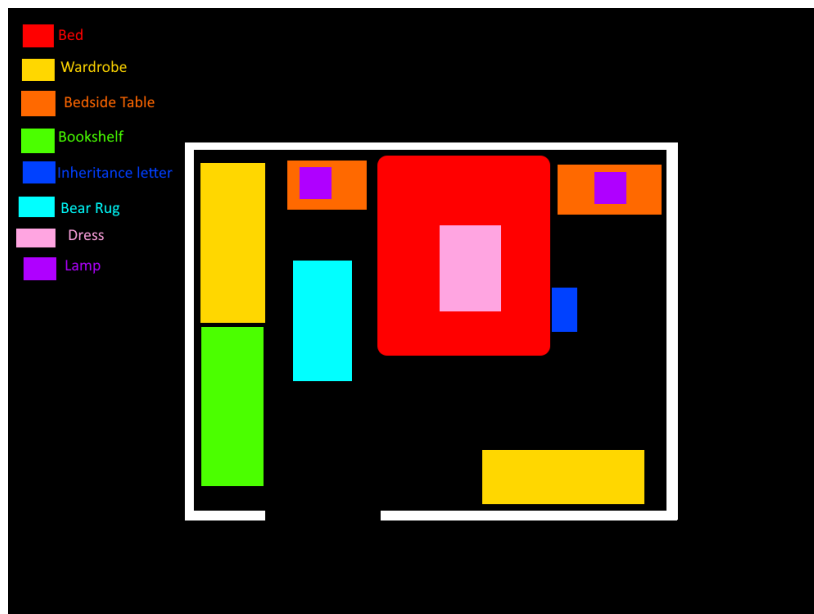 Bed
Wardrobe
Bedside Table
Bookshelf
Inheritance letter
Bear Rug
Dress
Lamp